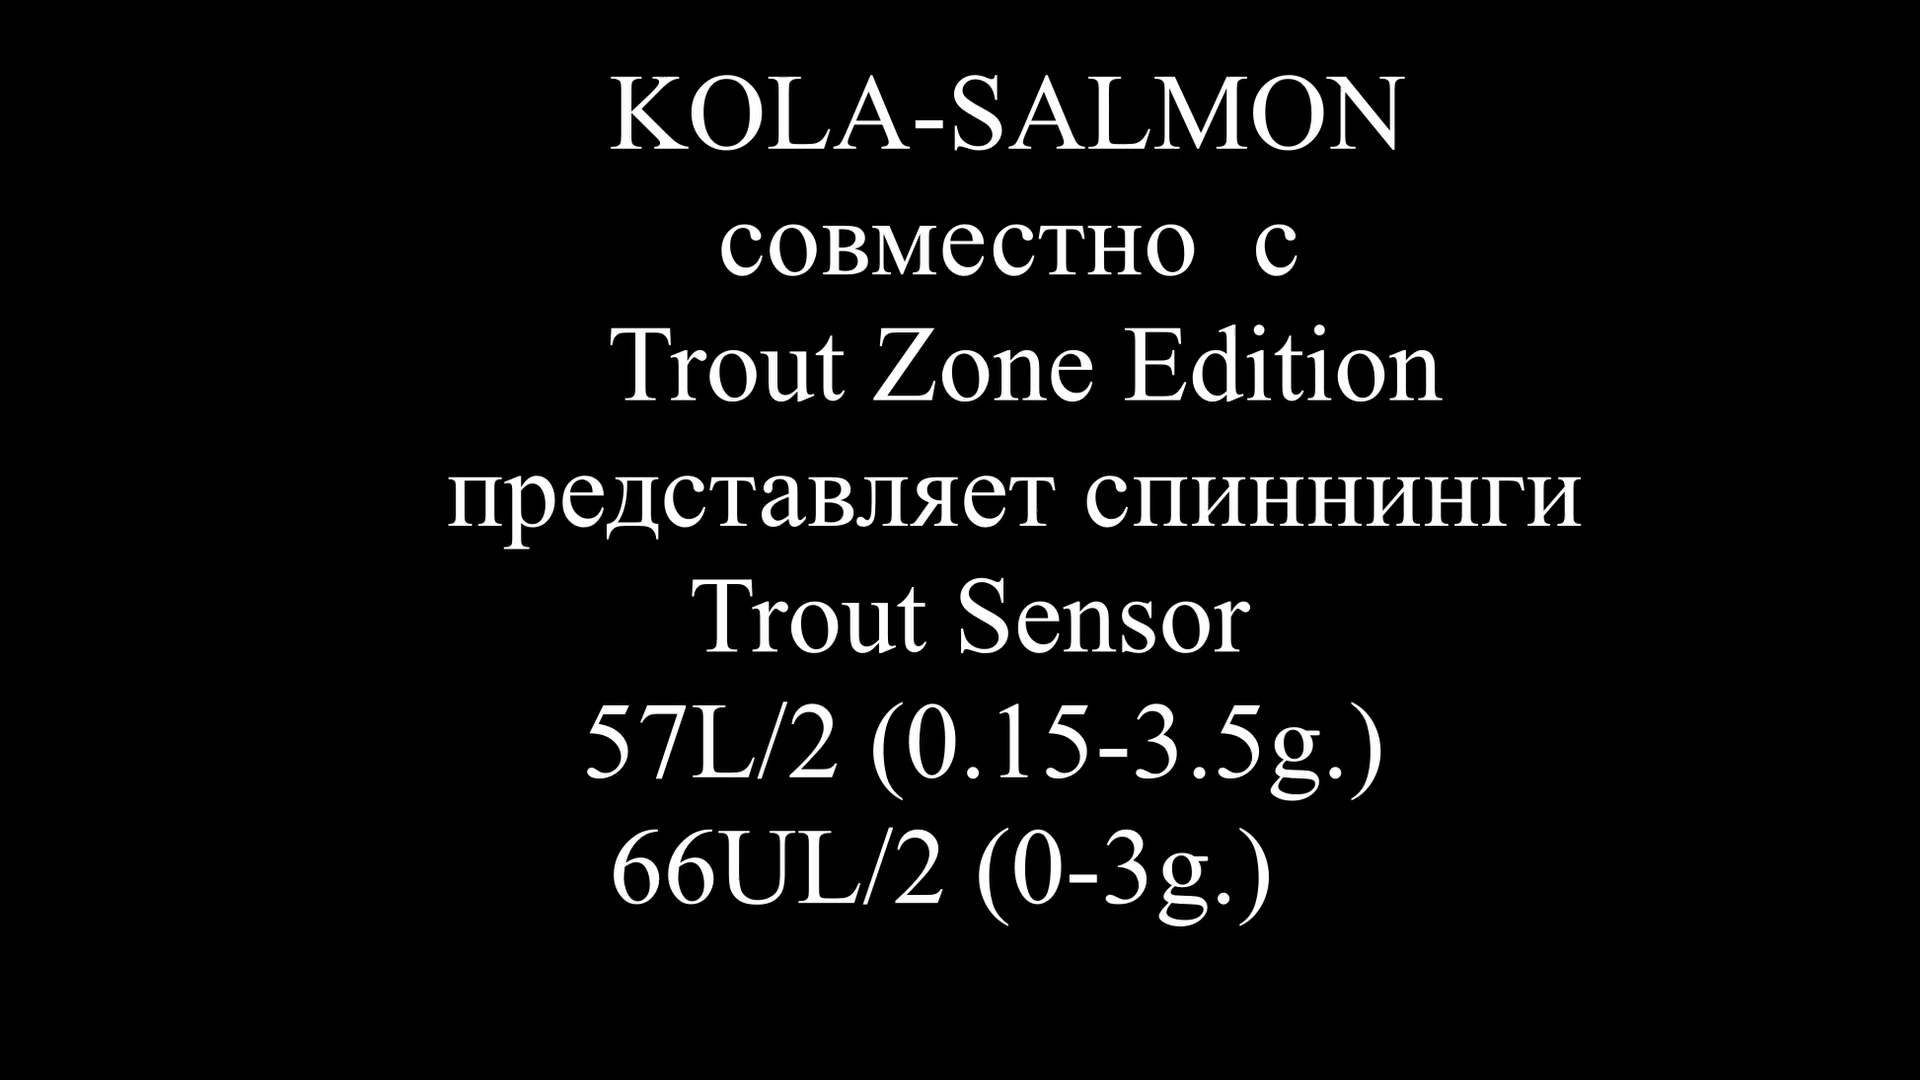 KOLA-SALMON
совместно с
Trout Zone Edition
представляет спиннинги
Trout Sensor
57L/2 (0.15-3.5g.)
66UL/2 (0-3g.)